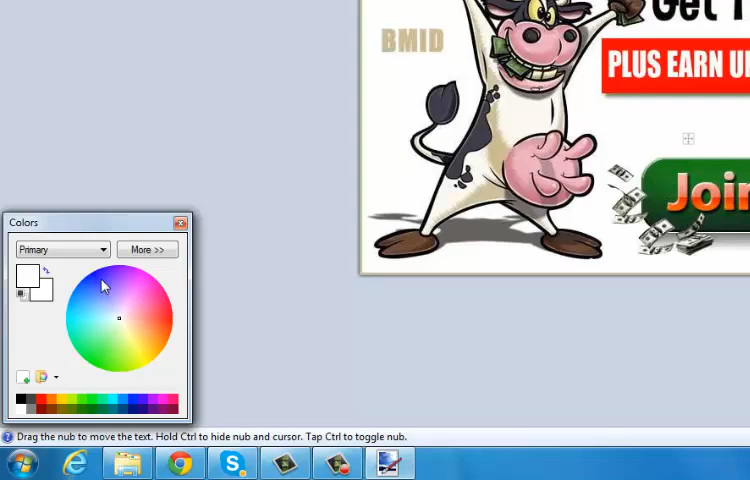 Get
BMID
PLUS EARN
Join
Colors
Primary
More >>
Drag the nub to move the text. Hold Ctrl to hide nub and cursor. Tap Ctrl to toggle nub.